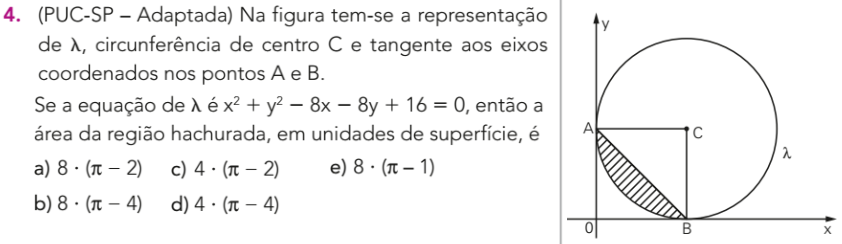 4. (PUC-SP – Adaptada) Na figura tem-se a representação
de λ, circunferência de centro C e tangente aos eixos
coordenados nos pontos A e B.
Se a equação de λ é x² + y² − 8x − 8y + 16 = 0, então a
área da região hachurada, em unidades de superfície, é
a) 8 · (π − 2) c) 4 · (π − 2) e) 8 · (π – 1)
b) 8 · (π − 4) d) 4 · (π − 4)
y
A
C
λ
0
B
x